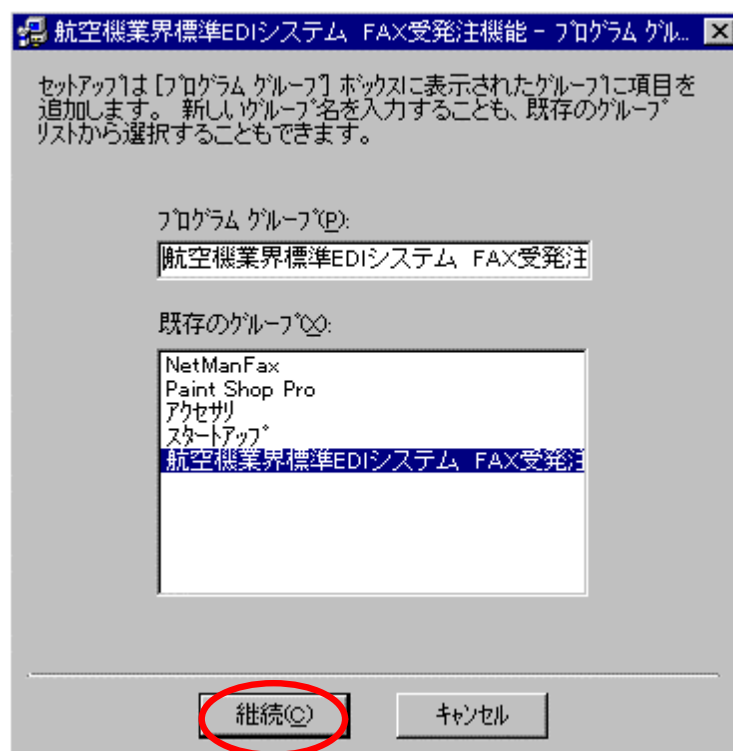 航空機業界標準EDIシステム　FAX受発注機能 - ﾌﾟﾛｸﾞﾗﾑ ｸﾞﾙ...
ｾｯﾄｱｯﾌﾟは [ﾌﾟﾛｸﾞﾗﾑ ｸﾞﾙｰﾌﾟ] ﾎﾞｯｸｽに表示されたｸﾞﾙｰﾌﾟに項目を
追加します。 新しいｸﾞﾙｰﾌﾟ名を入力することも、既存のｸﾞﾙｰﾌﾟ
ﾘｽﾄから選択することもできます。
ﾌﾟﾛｸﾞﾗﾑ ｸﾞﾙｰﾌﾟ(P):
航空機業界標準EDIシステム　FAX受発注
既存のｸﾞﾙｰﾌﾟ(X):
NetManFax
Paint Shop Pro
ｱｸｾｻﾘ
ｽﾀｰﾄｱｯﾌﾟ
航空機業界標準EDIシステム　FAX受発注
継続(C)
ｷｬﾝｾﾙ